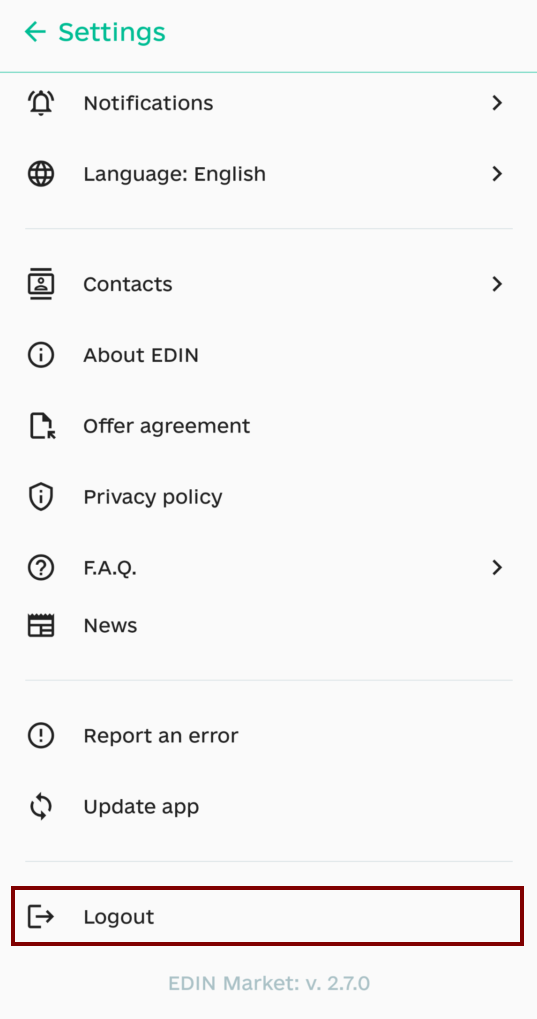 Settings
Notifications
Language: English
Contacts
About EDIN
Offer agreement
Privacy policy
F.A.Q.
News
Report an error
Update app
Logout
EDIN Market: v. 2.7.0